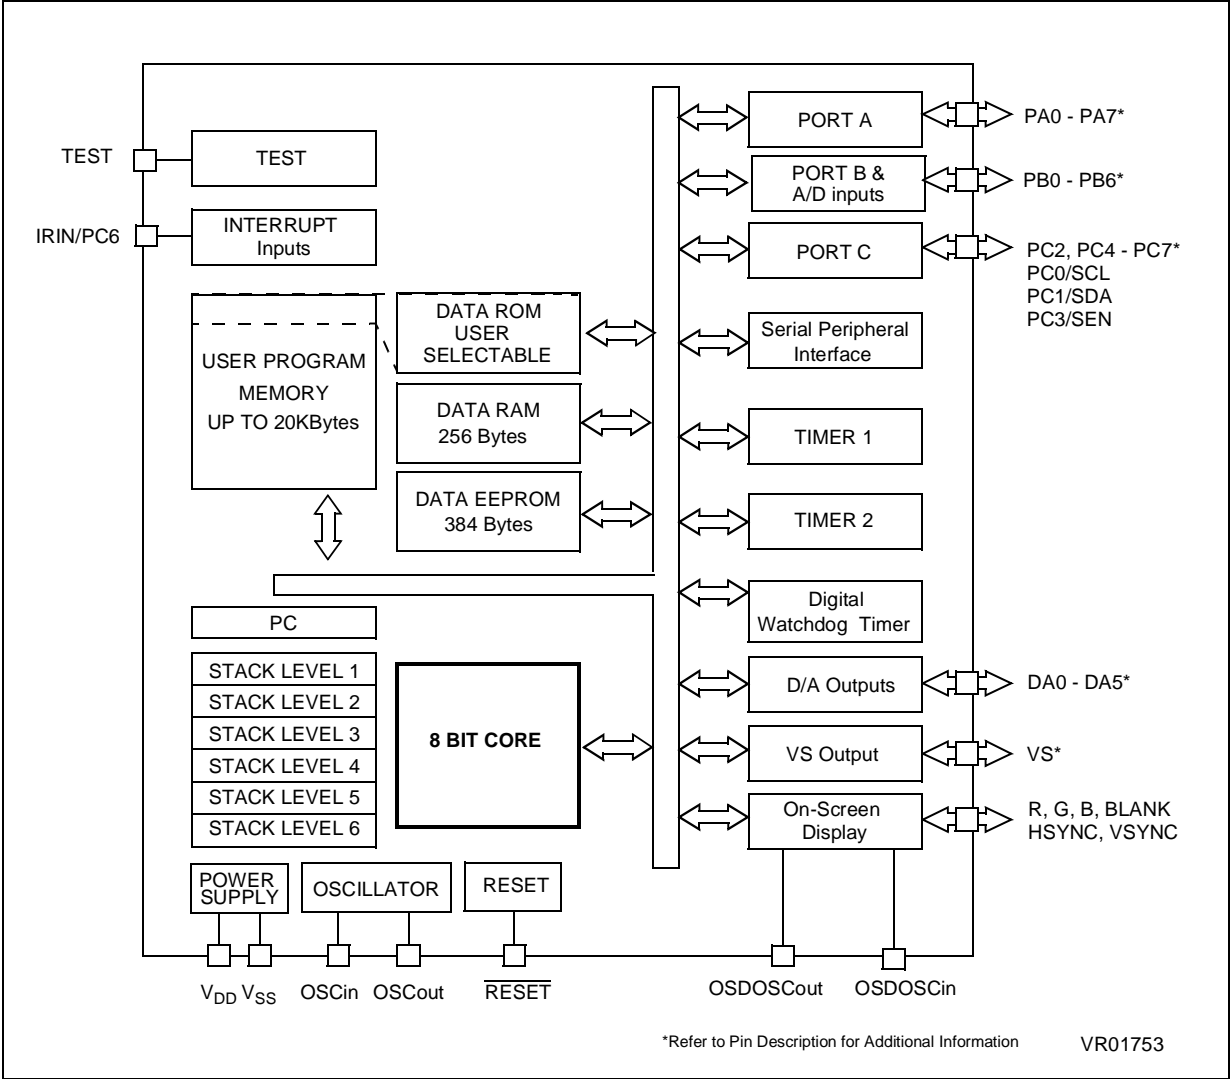 TEST
TEST
IRIN/PC6
INTERRUPT
Inputs
USER PROGRAM
MEMORY
UP TO 20KBytes
DATA ROM
USER
SELECTABLE
DATA RAM
256 Bytes
DATA EEPROM
384 Bytes
PC
STACK LEVEL 1
STACK LEVEL 2
STACK LEVEL 3
STACK LEVEL 4
STACK LEVEL 5
STACK LEVEL 6
8 BIT CORE
POWER
SUPPLY
OSCILLATOR
RESET
VDD VSS
OSCin
OSCout
RESET
PORT A
PA0 - PA7*
PORT B &
A/D inputs
PB0 - PB6*
PORT C
PC2, PC4 - PC7*
PC0/SCL
PC1/SDA
PC3/SEN
Serial Peripheral
Interface
TIMER 1
TIMER 2
Digital
Watchdog Timer
D/A Outputs
DA0 - DA5*
VS Output
VS*
On-Screen
Display
R, G, B, BLANK
HSYNC, VSYNC
OSDOSCout
OSDOSCin
*Refer to Pin Description for Additional Information
VR01753